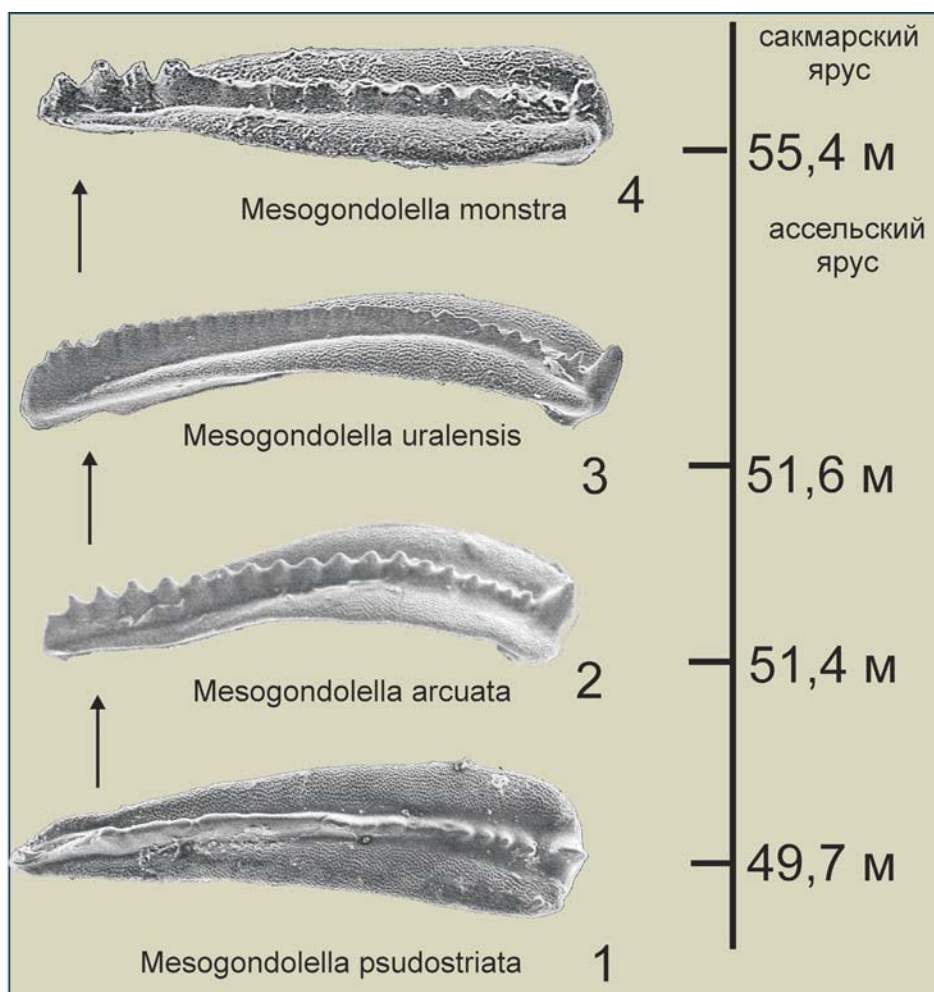 сакмарский
ярус
55,4 м
4
Mesogondolella monstra
ассельский
ярус
Mesogondolella uralensis
3
51,6 м
Mesogondolella arcuata
2
51,4 м
49,7 м
Mesogondolella psudostriata
1